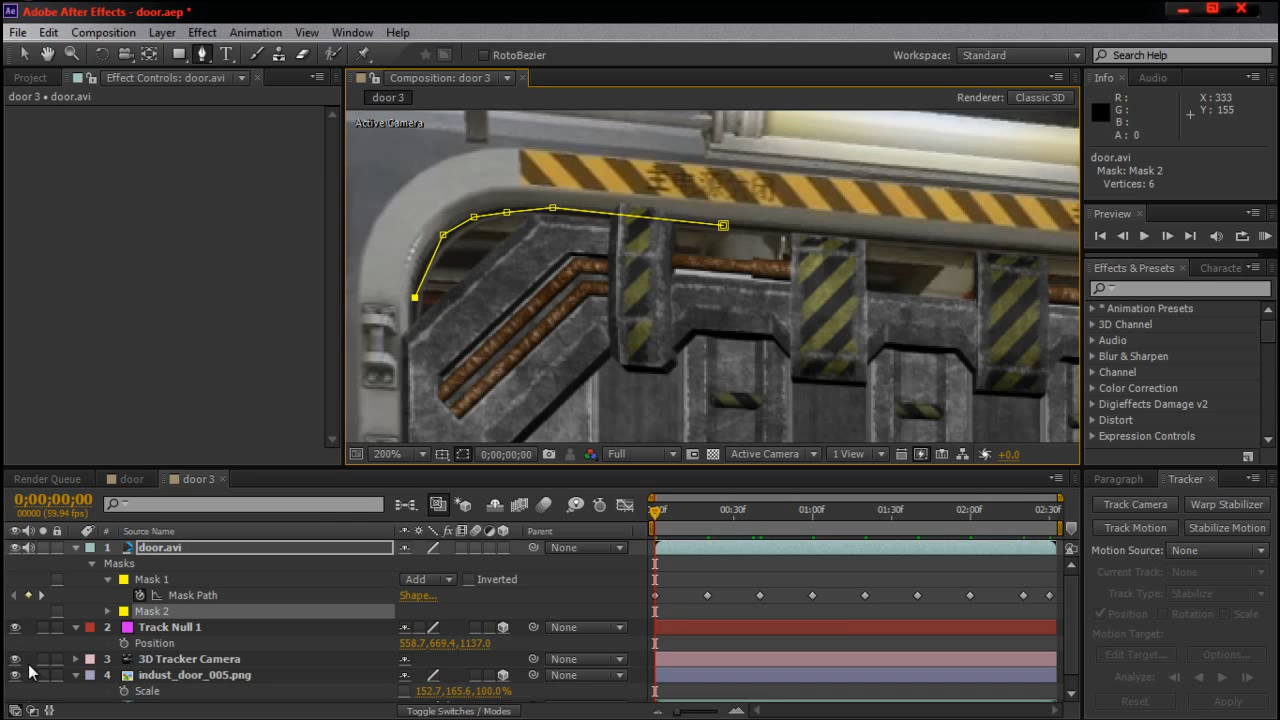 Adobe After Effects - door.aep *
File Edit Composition Layer Effect Animation View Window Help
RotoBezier Workspace: Standard Search Help
Project Effect Controls: door.avi Composition: door 3 Info Audio
door 3 • door.avi door 3 Renderer: Classic 3D
Active Camera
R: X: 333
G: Y: 155
B:
A: 0
door.avi
Mask: Mask 2
Vertices: 6
Preview
Effects & Presets Characte
* Animation Presets
3D Channel
Audio
Blur & Sharpen
Channel
Color Correction
Digieffects Damage v2
Distort
Expression Controls
200% 0;00;00;00 Full Active Camera 1 View +0.0
Render Queue door door 3 Paragraph Tracker
0;00;00;00
00000 (59.94 fps)
:00f 00:30f 01:00f 01:30f 02:00f 02:30f
# Source Name Parent
1 door.avi None
Masks
Mask 1 Add Inverted
Mask Path Shape...
Mask 2
2 Track Null 1 None
Position 558.7,669.4,1137.0
3 3D Tracker Camera None
4 indust_door_005.png None
Scale 152.7,165.6,100.0%
Toggle Switches / Modes
Track Camera Warp Stabilizer
Track Motion Stabilize Motion
Motion Source: None
Current Track: None
Track Type: Stabilize
Position Rotation Scale
Motion Target:
Edit Target... Options...
Analyze:
Reset Apply